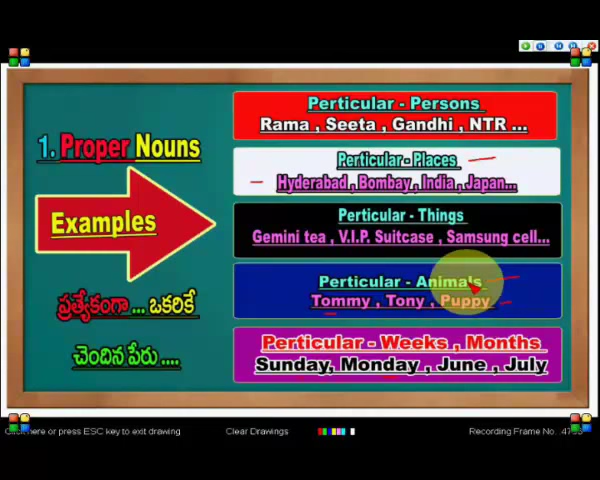 1. Proper Nouns
Examples
ప్రత్యేకంగా ... ఒకరికే
చెందిన పేరు ....
Perticular - Persons
Rama , Seeta , Gandhi , NTR ...
Perticular - Places
Hyderabad , Bombay , India , Japan...
Perticular - Things
Gemini tea , V.I.P. Suitcase , Samsung cell...
Perticular - Animals
Tommy , Tony , Puppy
Perticular - Weeks , Months
Sunday, Monday , June , July
here or press ESC key to exit drawing
Clear Drawings
Recording Frame No.